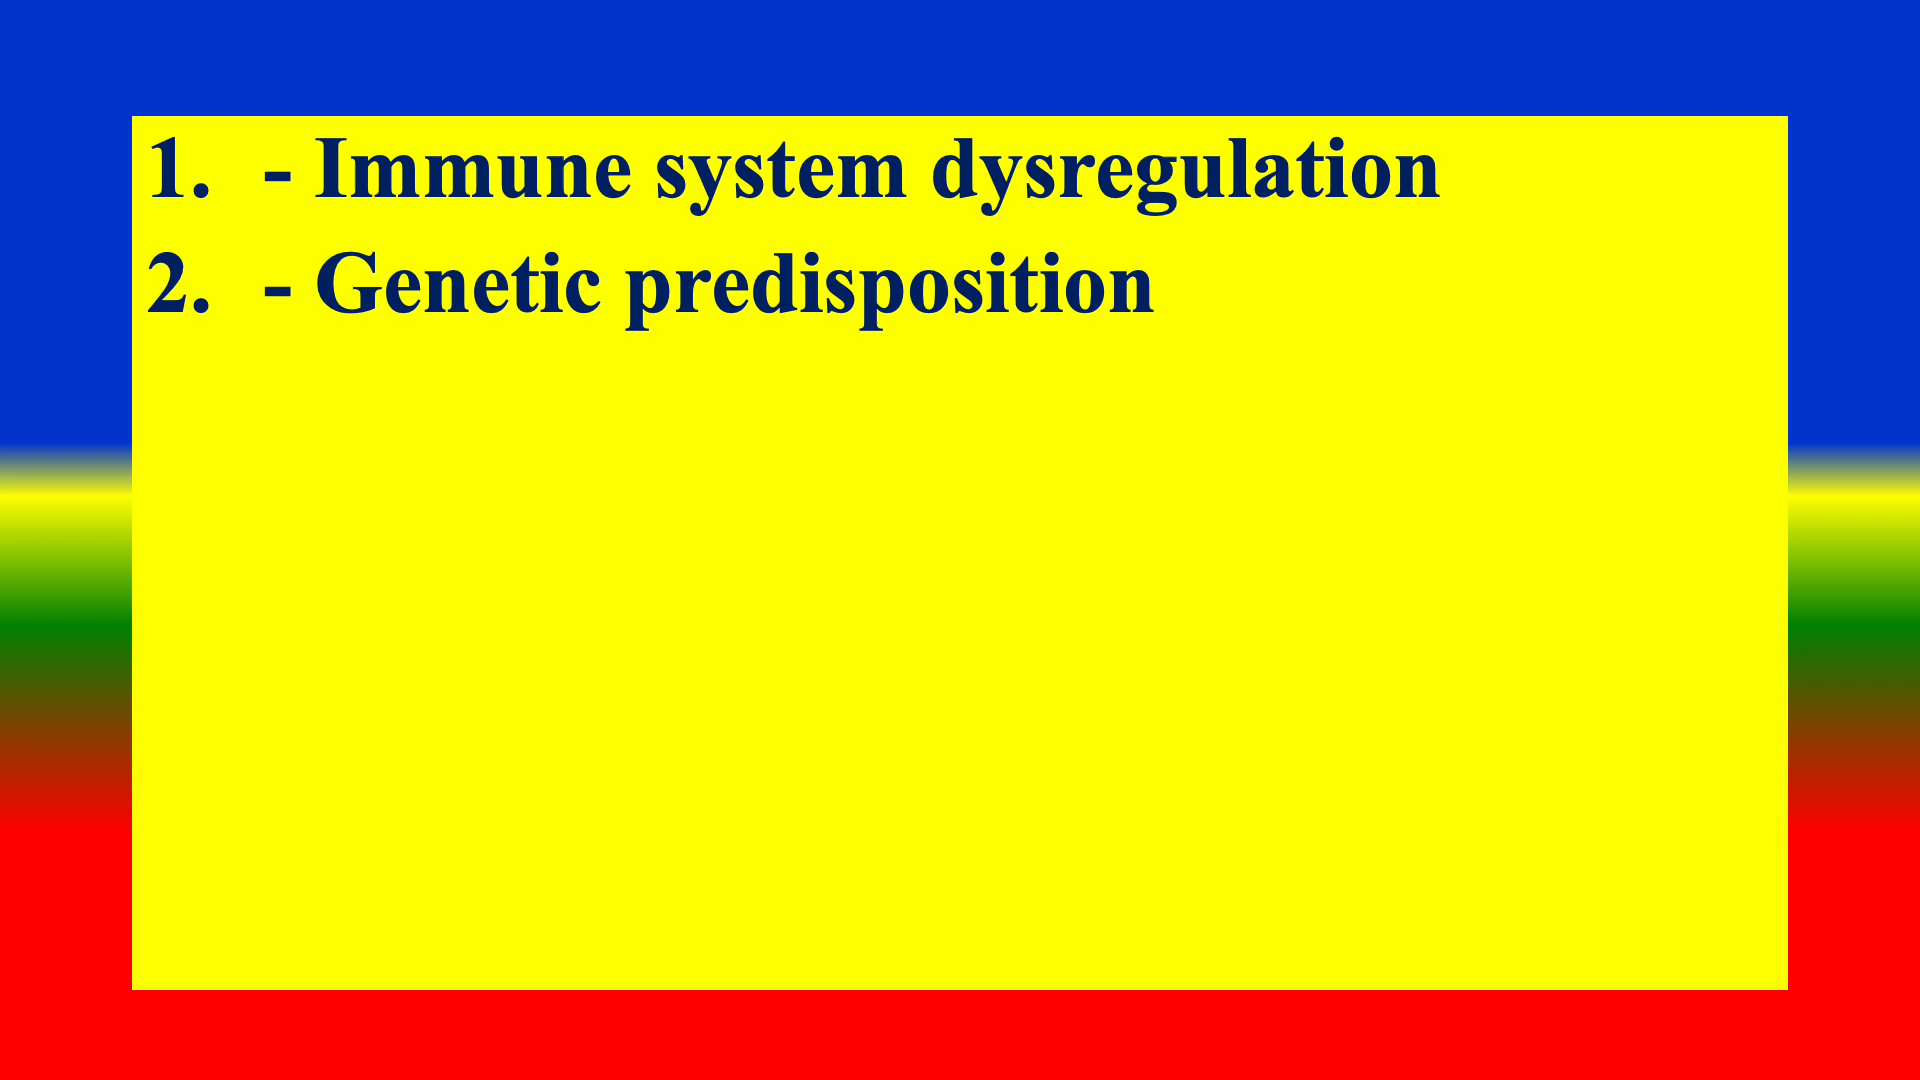 1. - Immune system dysregulation
2. - Genetic predisposition